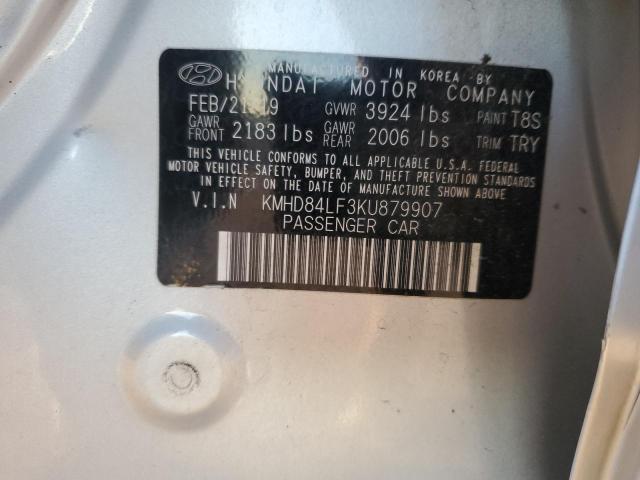 MANUFACTURED IN KOREA BY
HYUNDAI MOTOR COMPANY
FEB/21/19 GVWR 3924 lbs PAINT T8S
GAWR FRONT 2183 lbs GAWR REAR 2006 lbs TRIM TRY
THIS VEHICLE CONFORMS TO ALL APPLICABLE U.S.A. FEDERAL
MOTOR VEHICLE SAFETY, BUMPER, AND THEFT PREVENTION STANDARDS
IN EFFECT ON THE DATE OF MANUFACTURE SHOWN ABOVE
V.I.N KMHD84LF3KU879907
PASSENGER CAR